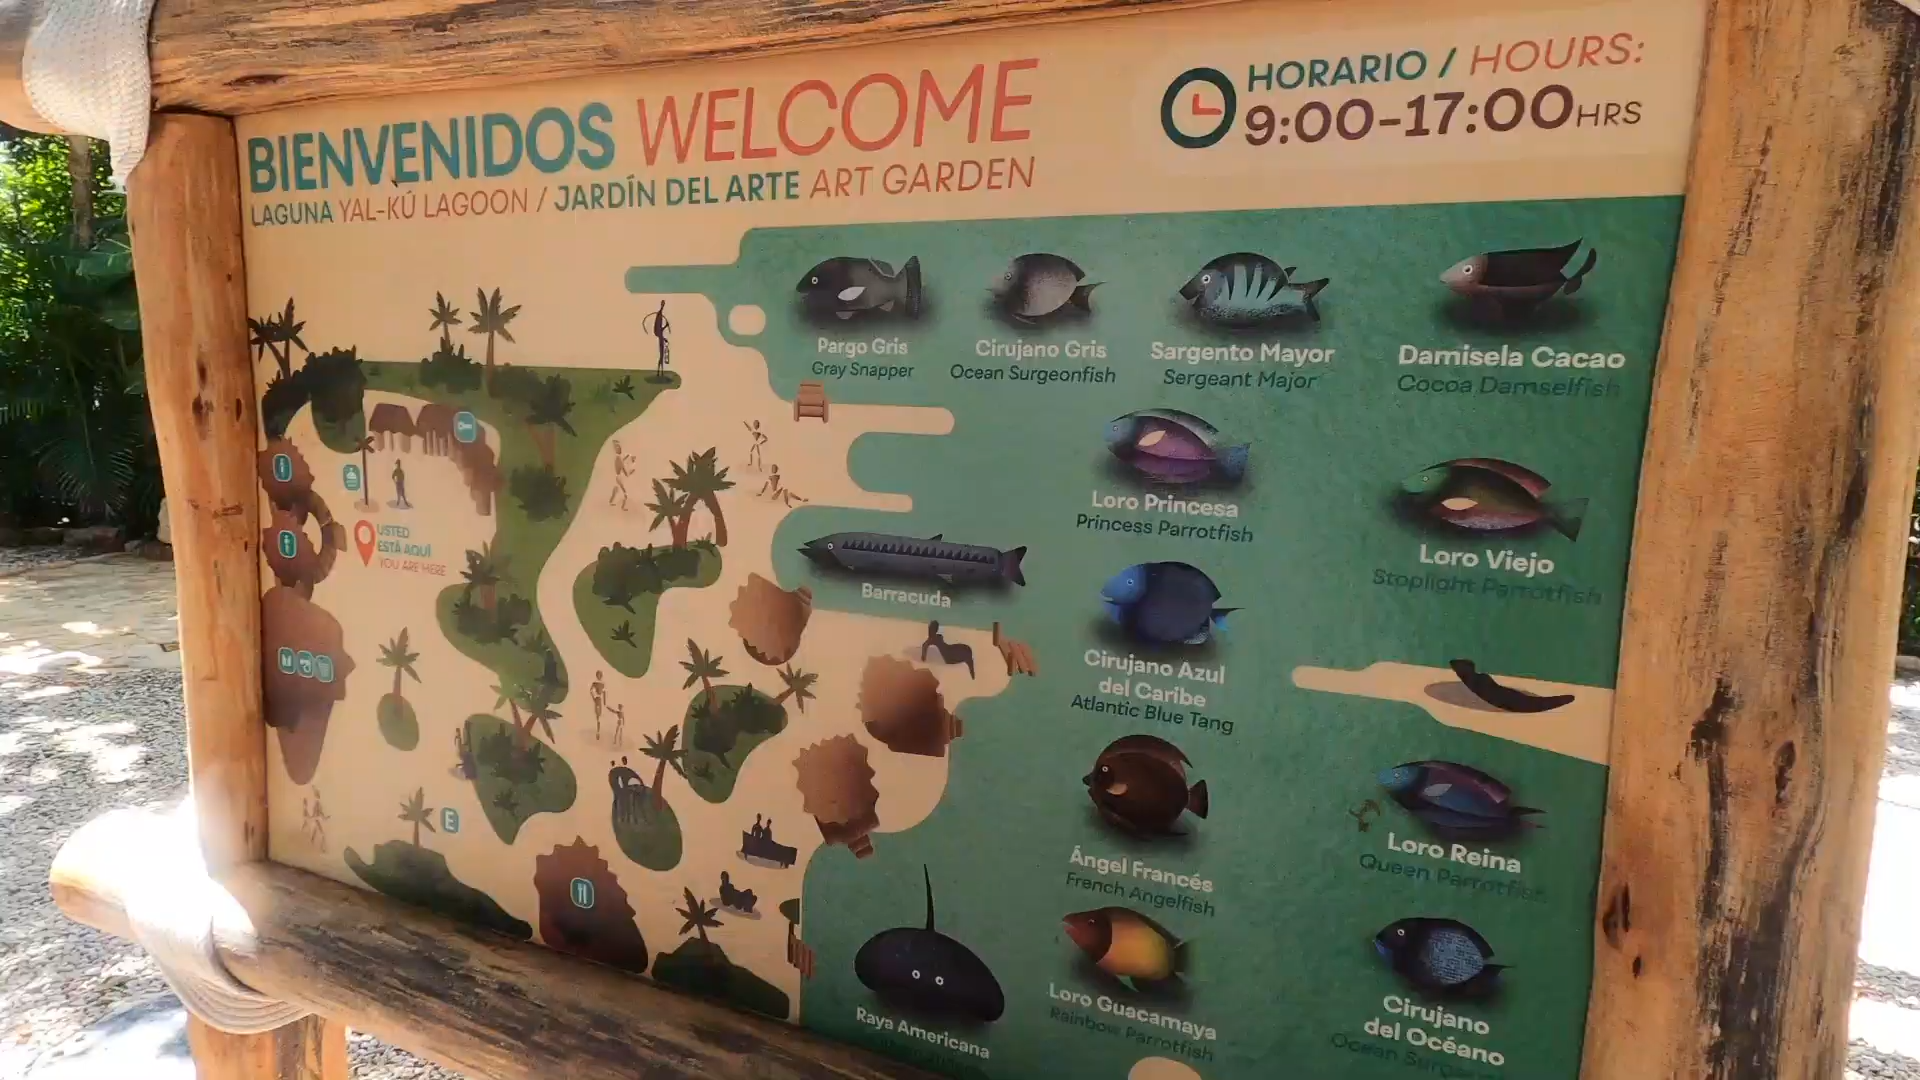 BIENVENIDOS WELCOME
LAGUNA YAL-KÚ LAGOON / JARDÍN DEL ARTE ART GARDEN
HORARIO / HOURS:
9:00-17:00 HRS
Pargo Gris
Gray Snapper
Cirujano Gris
Ocean Surgeonfish
Sargento Mayor
Sergeant Major
Damisela Cacao
Cocoa Damselfish
Loro Princesa
Princess Parrotfish
Loro Viejo
Stoplight Parrotfish
USTED
ESTÁ AQUÍ
YOU ARE HERE
Barracuda
Cirujano Azul
del Caribe
Atlantic Blue Tang
E
Ángel Francés
French Angelfish
Loro Reina
Queen Parrotfish
Raya Americana
Loro Guacamaya
Rainbow Parrotfish
Cirujano
del Océano
Ocean